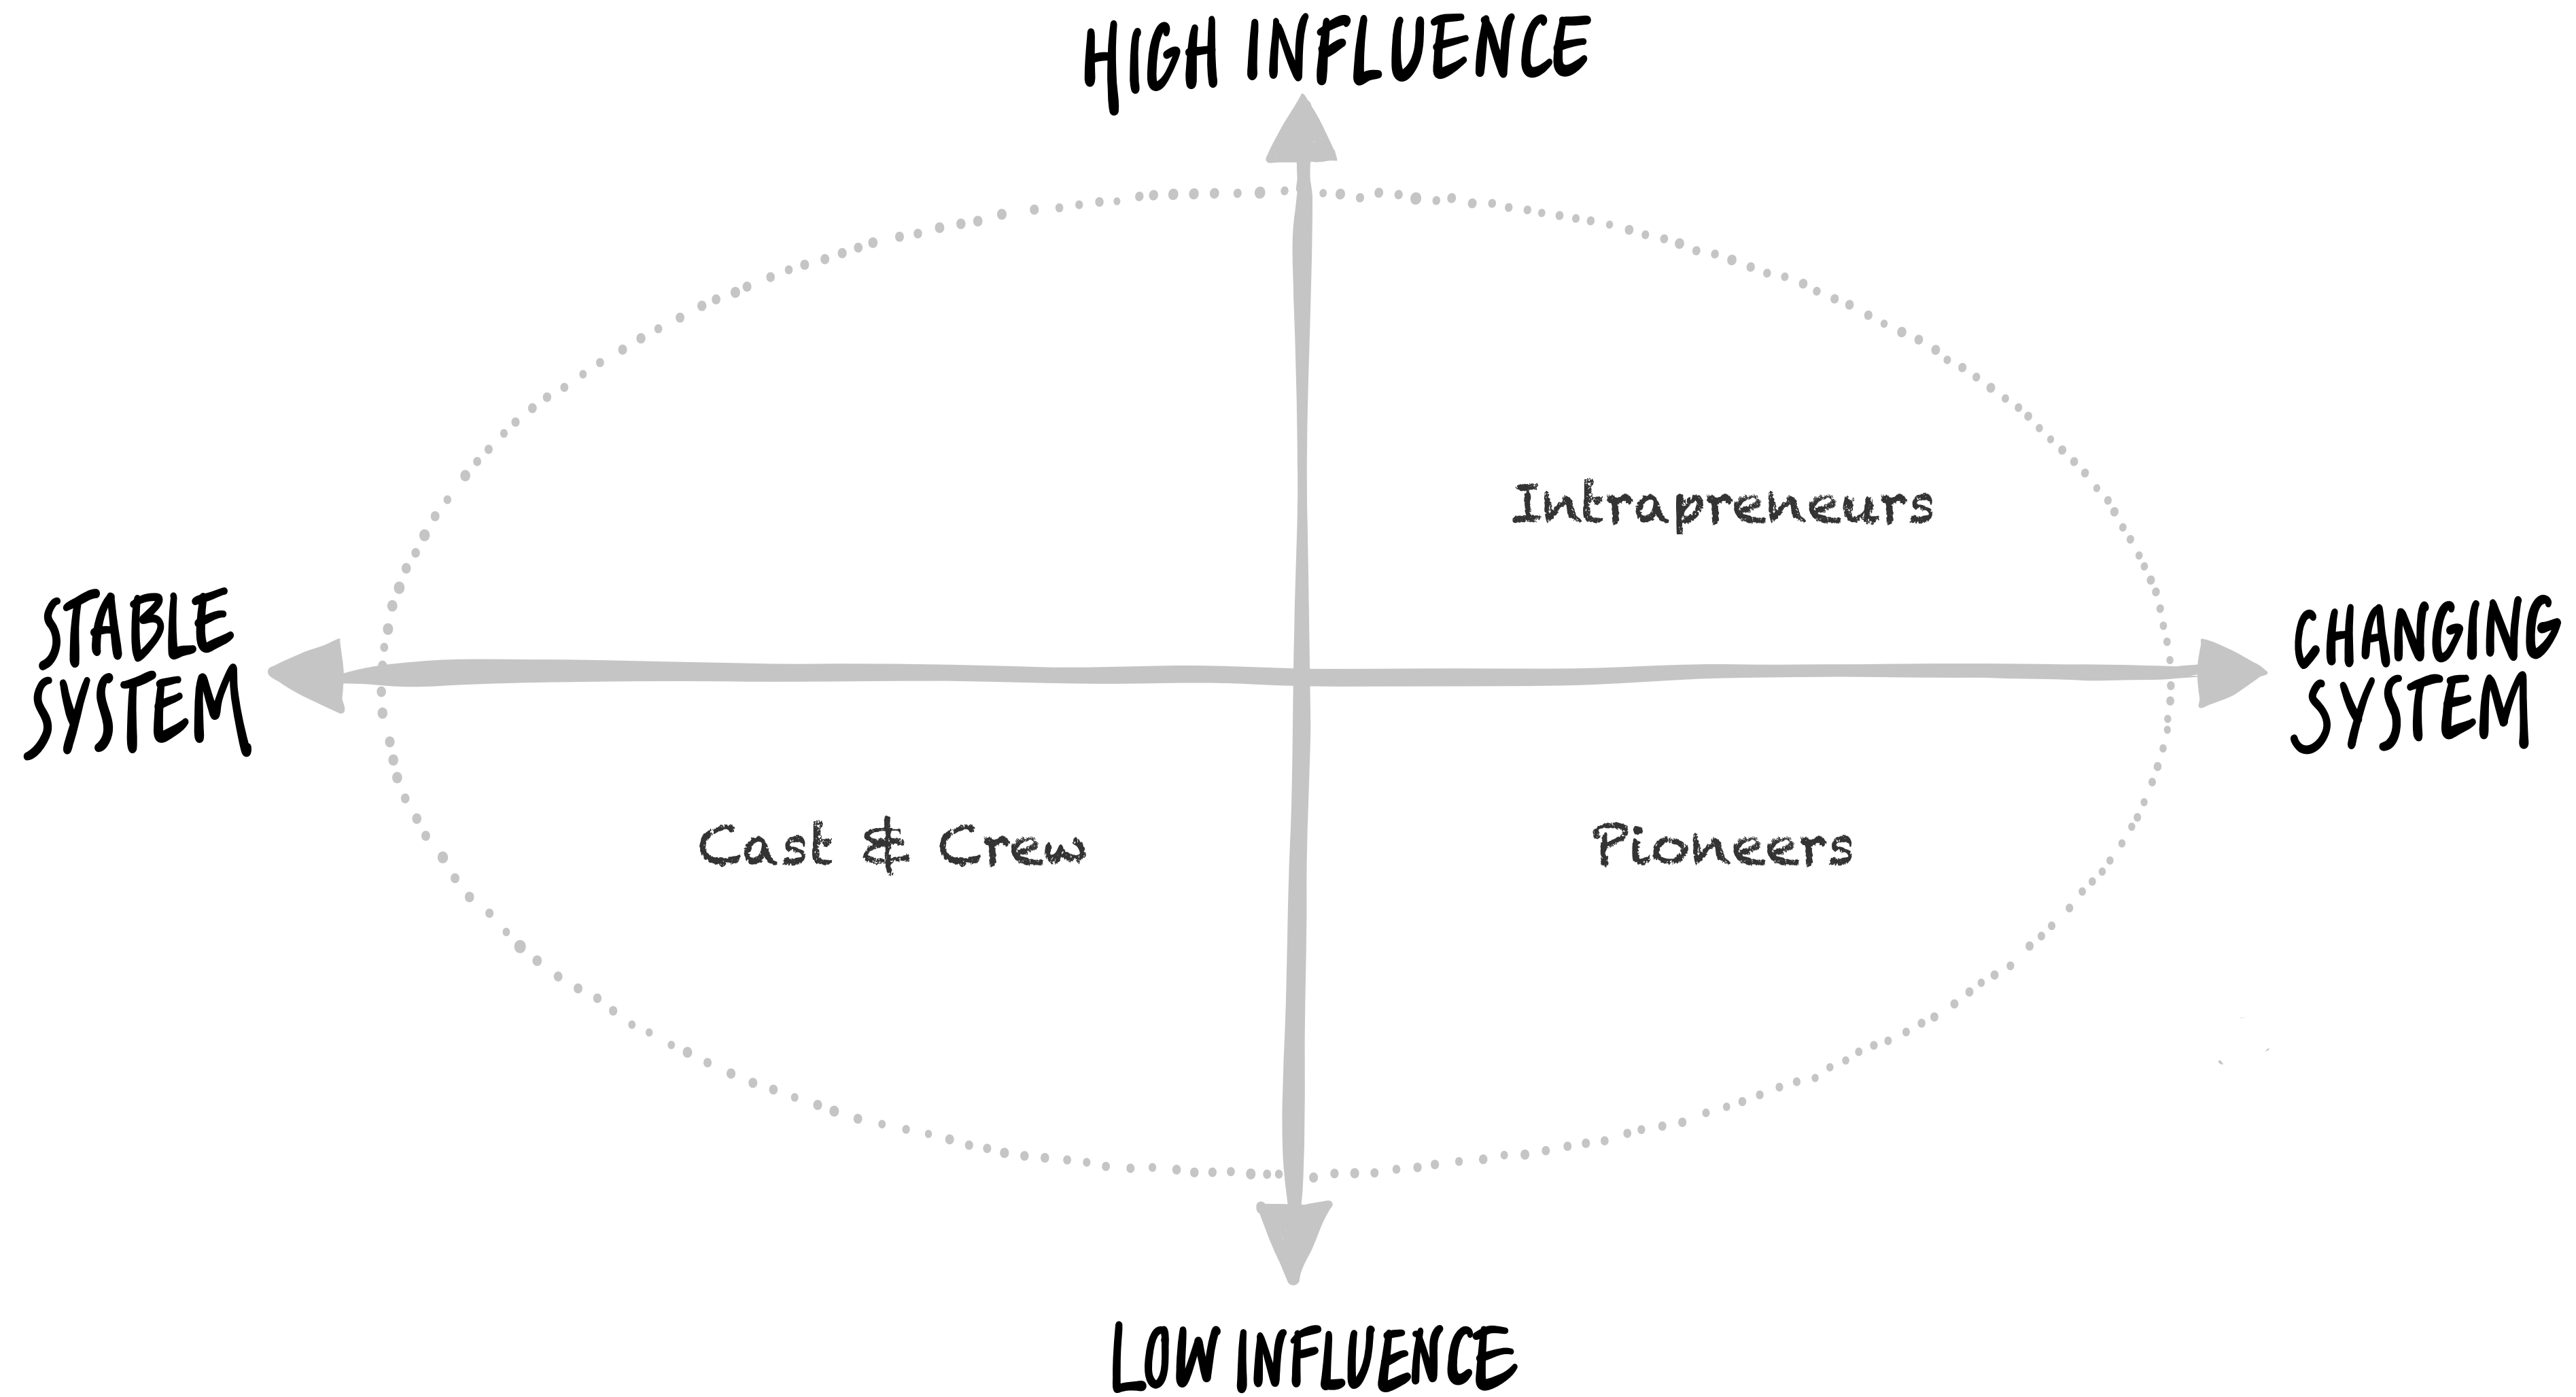 HIGH INFLUENCE
Intrapreneurs
STABLE
SYSTEM
CHANGING
SYSTEM
Cast & Crew
Pioneers
LOW INFLUENCE